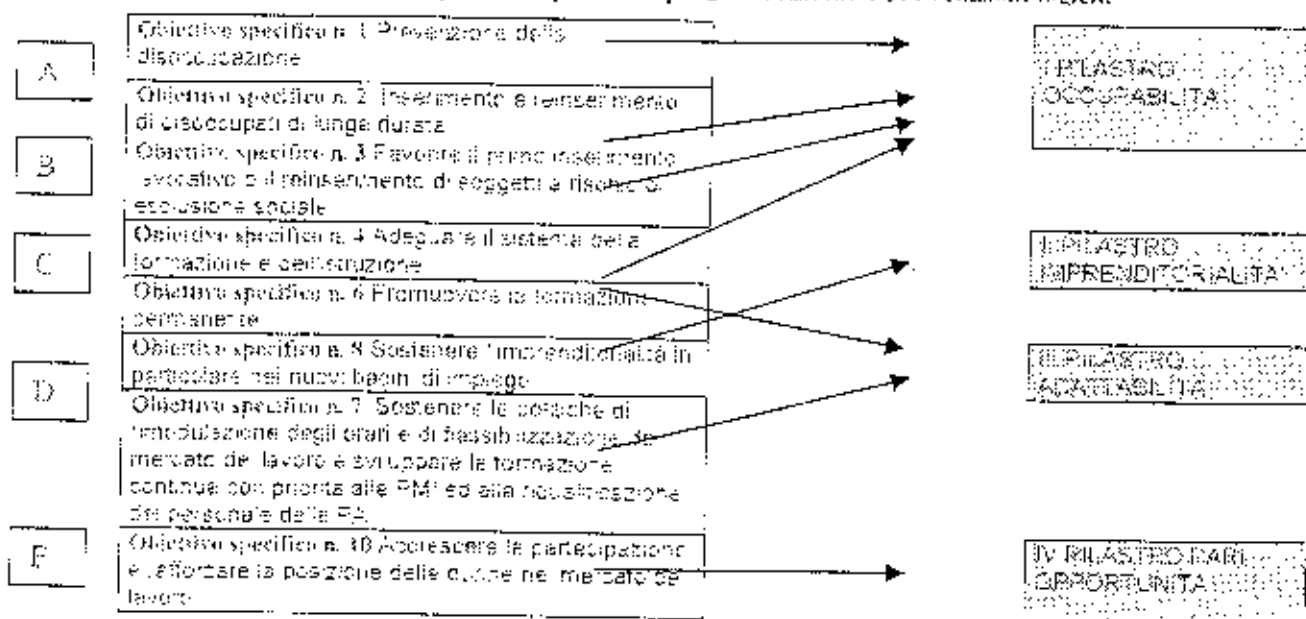 A
Obiettivo specifico n. 1 Prevenzione della
disoccupazione
Obiettivo specifico n. 2 Inserimento e reinserimento
di disoccupati di lunga durata
B
Obiettivo specifico n. 3 Favorire il primo inserimento
lavorativo o il reinserimento di soggetti a rischio di
esclusione sociale
C
Obiettivo specifico n. 4 Adeguare il sistema della
formazione e dell'istruzione
Obiettivo specifico n. 6 Promuovere la formazione
permanente
D
Obiettivo specifico n. 8 Sostenere l'imprenditorialità in
particolare nei nuovi bacini di impiego
Obiettivo specifico n. 7 Sostenere le politiche di
rimodulazione degli orari e di flessibilizzazione del
mercato del lavoro e sviluppare la formazione
continua con priorità alle PMI ed alla riqualificazione
del personale della PA
E
Obiettivo specifico n. 10 Accrescere la partecipazione
e rafforzare la posizione delle donne nel mercato del
lavoro
I PILASTRO
OCCUPABILITA'
II PILASTRO
IMPRENDITORIALITA'
III PILASTRO
ADATTABILITA'
IV PILASTRO PARI
OPPORTUNITA'